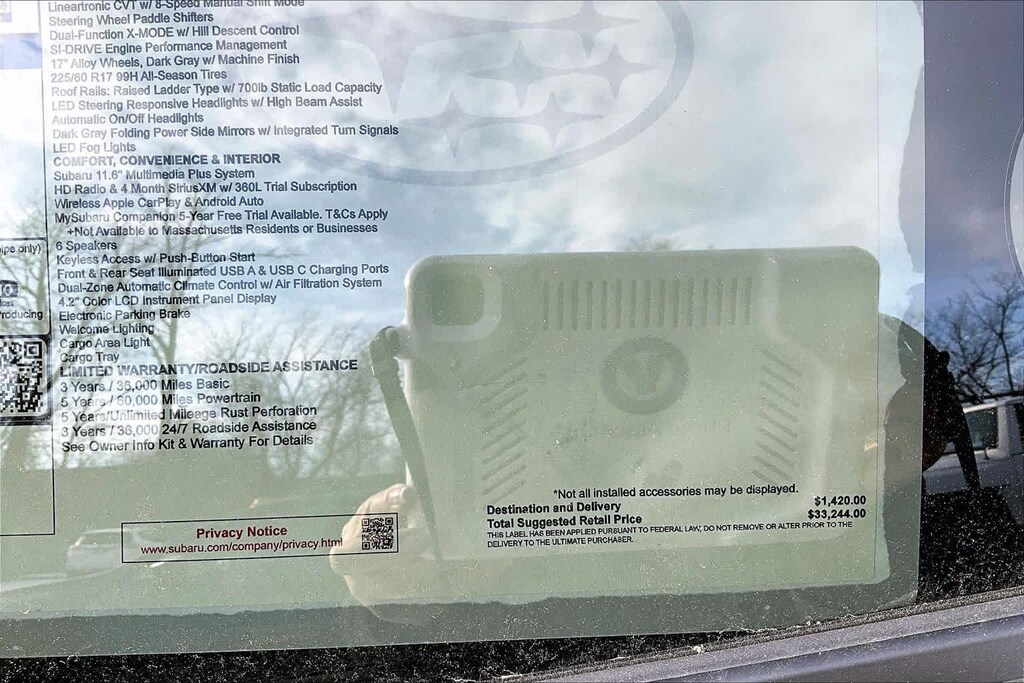 Lineartronic CVT w/ 8-Speed Manual Shift Mode
Steering Wheel Paddle Shifters
Dual-Function X-MODE w/ Hill Descent Control
SI-DRIVE Engine Performance Management
17" Alloy Wheels, Dark Gray w/ Machine Finish
225/60 R17 99H All-Season Tires
Roof Rails: Raised Ladder Type w/ 700lb Static Load Capacity
LED Steering Responsive Headlights w/ High Beam Assist
Automatic On/Off Headlights
Dark Gray Folding Power Side Mirrors w/ Integrated Turn Signals
LED Fog Lights
COMFORT, CONVENIENCE & INTERIOR
Subaru 11.6" Multimedia Plus System
HD Radio & 4 Month SiriusXM w/ 360L Trial Subscription
Wireless Apple CarPlay & Android Auto
MySubaru Companion 5-Year Free Trial Available. T&Cs Apply
+Not Available to Massachusetts Residents or Businesses
6 Speakers
Keyless Access w/ Push-Button Start
Front & Rear Seat Illuminated USB A & USB C Charging Ports
Dual-Zone Automatic Climate Control w/ Air Filtration System
4.2" Color LCD Instrument Panel Display
Electronic Parking Brake
Welcome Lighting
Cargo Area Light
Cargo Tray
LIMITED WARRANTY/ROADSIDE ASSISTANCE
3 Years / 36,000 Miles Basic
5 Years / 60,000 Miles Powertrain
5 Years/Unlimited Mileage Rust Perforation
3 Years / 36,000 24/7 Roadside Assistance
See Owner Info Kit & Warranty For Details
only)
Privacy Notice
www.subaru.com/company/privacy.html
*Not all installed accessories may be displayed.
Destination and Delivery $1,420.00
Total Suggested Retail Price $33,244.00
THIS LABEL HAS BEEN APPLIED PURSUANT TO FEDERAL LAW, DO NOT REMOVE OR ALTER PRIOR TO THE
DELIVERY TO THE ULTIMATE PURCHASER.